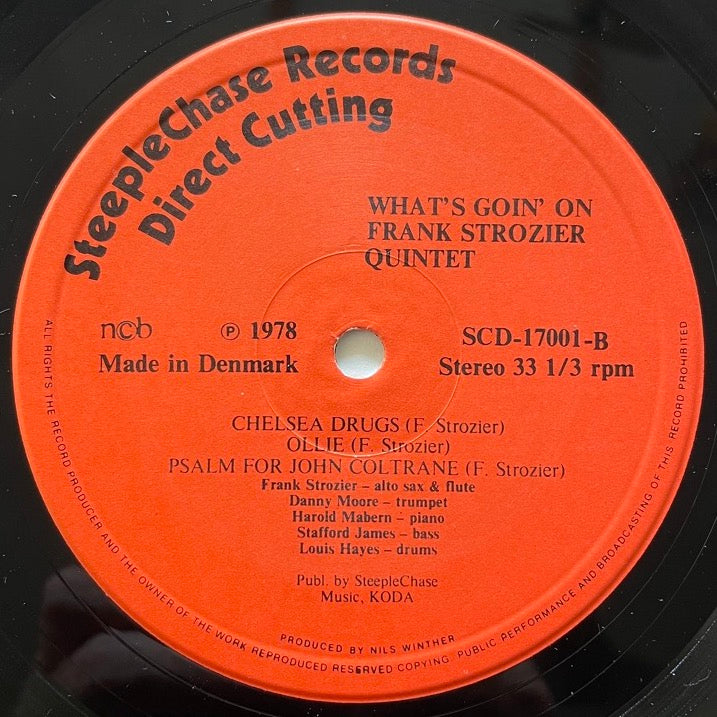 SteepleChase Records
Direct Cutting
WHAT'S GOIN' ON
FRANK STROZIER
QUINTET
ncb
Ⓟ 1978
Made in Denmark
SCD-17001-B
Stereo 33 1/3 rpm
CHELSEA DRUGS (F. Strozier)
OLLIE (F. Strozier)
PSALM FOR JOHN COLTRANE (F. Strozier)
Frank Strozier – alto sax & flute
Danny Moore – trumpet
Harold Mabern – piano
Stafford James – bass
Louis Hayes – drums
Publ. by SteepleChase
Music, KODA
PRODUCED BY NILS WINTHER
ALL RIGHTS THE RECORD PRODUCER AND THE OWNER OF THE WORK REPRODUCED RESERVED COPYING, PUBLIC PERFORMANCE AND BROADCASTING OF THIS RECORD PROHIBITED